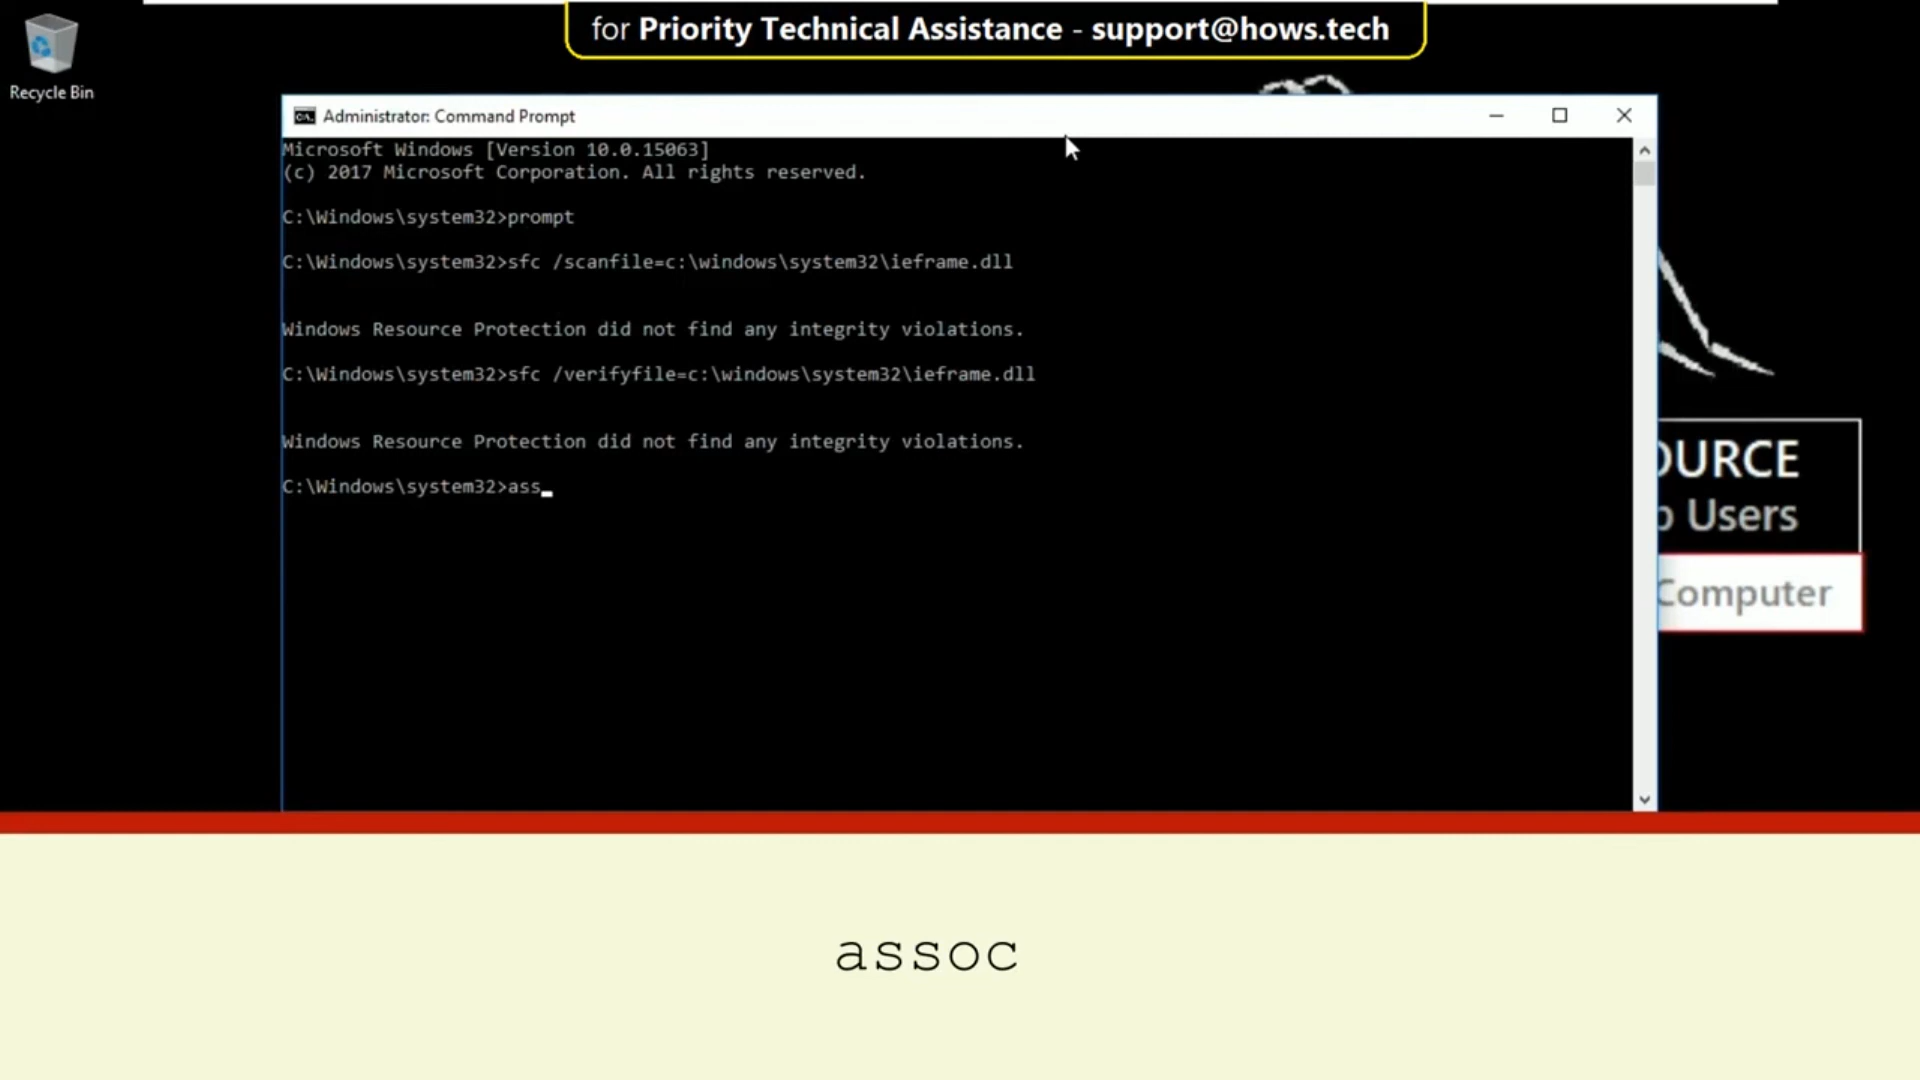 for Priority Technical Assistance - support@hows.tech
Recycle Bin
Administrator: Command Prompt
Microsoft Windows [Version 10.0.15063]
(c) 2017 Microsoft Corporation. All rights reserved.
C:\Windows\system32>prompt
C:\Windows\system32>sfc /scanfile=c:\windows\system32\ieframe.dll
Windows Resource Protection did not find any integrity violations.
C:\Windows\system32>sfc /verifyfile=c:\windows\system32\ieframe.dll
Windows Resource Protection did not find any integrity violations.
C:\Windows\system32>ass
OURCE
Users
Computer
assoc